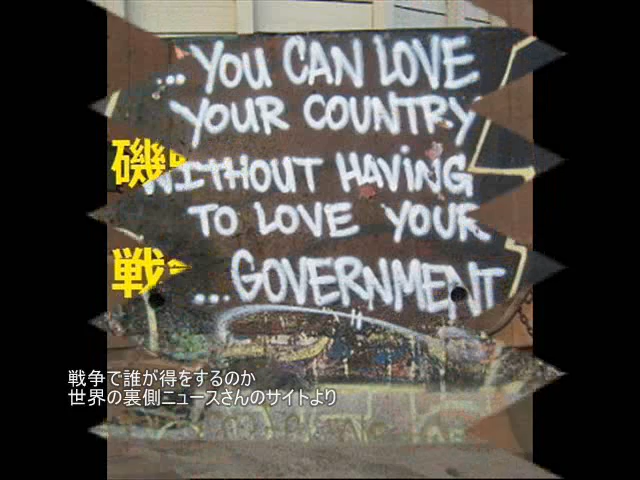 ...YOU CAN LOVE
YOUR COUNTRY
磯
WITHOUT HAVING
TO LOVE YOUR
戦
...GOVERNMENT
戦争で誰が得をするのか
世界の裏側ニュースさんのサイトより